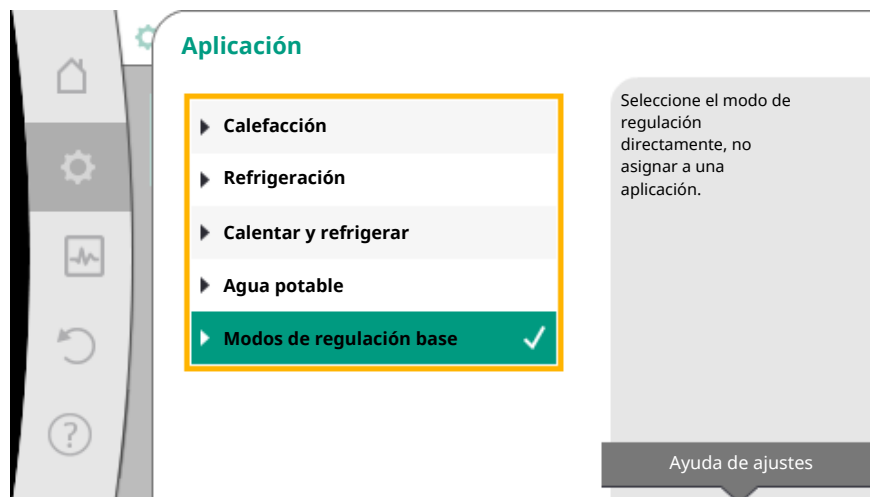 Aplicación
Calefacción
Refrigeración
Calentar y refrigerar
Agua potable
Modos de regulación base
Seleccione el modo de
regulación
directamente, no
asignar a una
aplicación.
Ayuda de ajustes